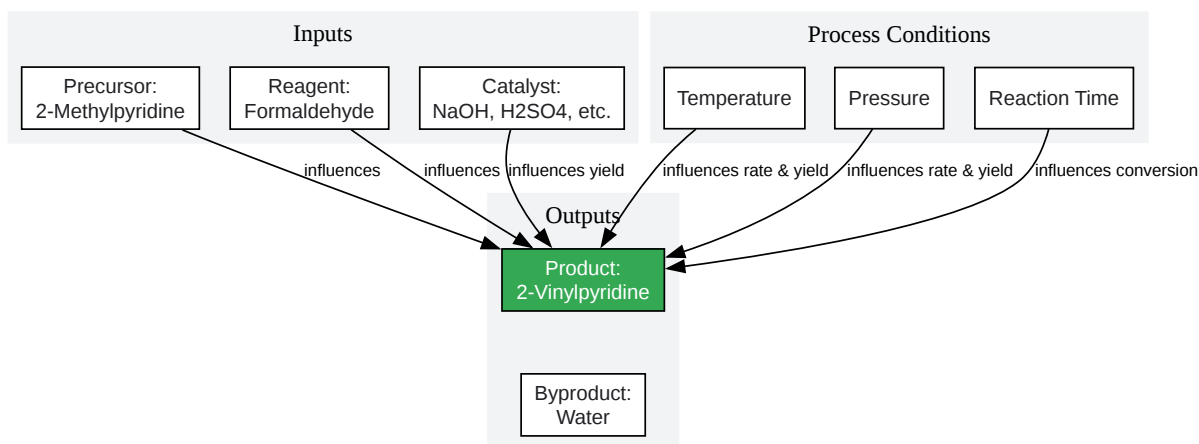 Inputs
Process Conditions
Precursor:
2-Methylpyridine
Reagent:
Formaldehyde
Catalyst:
NaOH, H2SO4, etc.
Temperature
Pressure
Reaction Time
influences
influences
influences yield
influences rate & yield
influences rate & yield
influences conversion
Outputs
Product:
2-Vinylpyridine
Byproduct:
Water